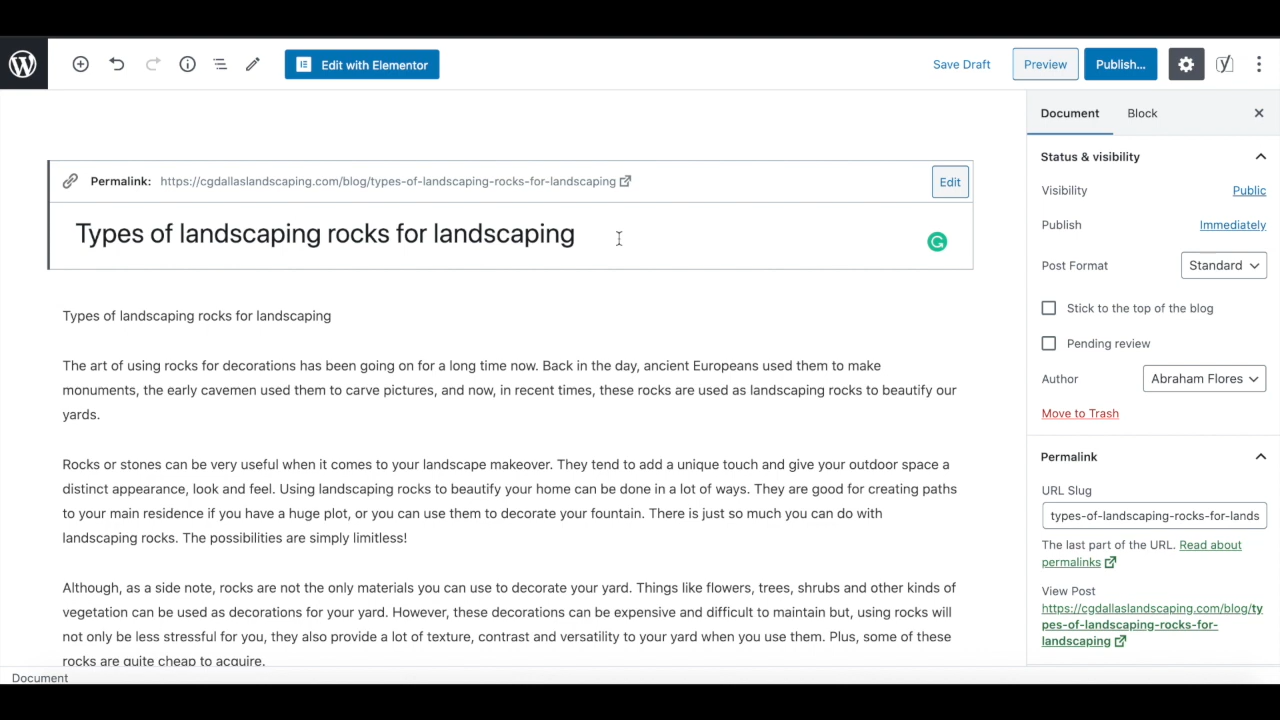 Edit with Elementor
Save Draft
Preview
Publish...
Document
Block
Permalink: https://cgdallaslandscaping.com/blog/types-of-landscaping-rocks-for-landscaping
Edit
Types of landscaping rocks for landscaping
Types of landscaping rocks for landscaping
The art of using rocks for decorations has been going on for a long time now. Back in the day, ancient Europeans used them to make
monuments, the early cavemen used them to carve pictures, and now, in recent times, these rocks are used as landscaping rocks to beautify our
yards.
Rocks or stones can be very useful when it comes to your landscape makeover. They tend to add a unique touch and give your outdoor space a
distinct appearance, look and feel. Using landscaping rocks to beautify your home can be done in a lot of ways. They are good for creating paths
to your main residence if you have a huge plot, or you can use them to decorate your fountain. There is just so much you can do with
landscaping rocks. The possibilities are simply limitless!
Although, as a side note, rocks are not the only materials you can use to decorate your yard. Things like flowers, trees, shrubs and other kinds of
vegetation can be used as decorations for your yard. However, these decorations can be expensive and difficult to maintain but, using rocks will
not only be less stressful for you, they also provide a lot of texture, contrast and versatility to your yard when you use them. Plus, some of these
rocks are quite cheap to acquire.
Status & visibility
Visibility
Public
Publish
Immediately
Post Format
Standard
Stick to the top of the blog
Pending review
Author
Abraham Flores
Move to Trash
Permalink
URL Slug
types-of-landscaping-rocks-for-lands
The last part of the URL. Read about
permalinks
View Post
https://cgdallaslandscaping.com/blog/ty
pes-of-landscaping-rocks-for-
landscaping
Document